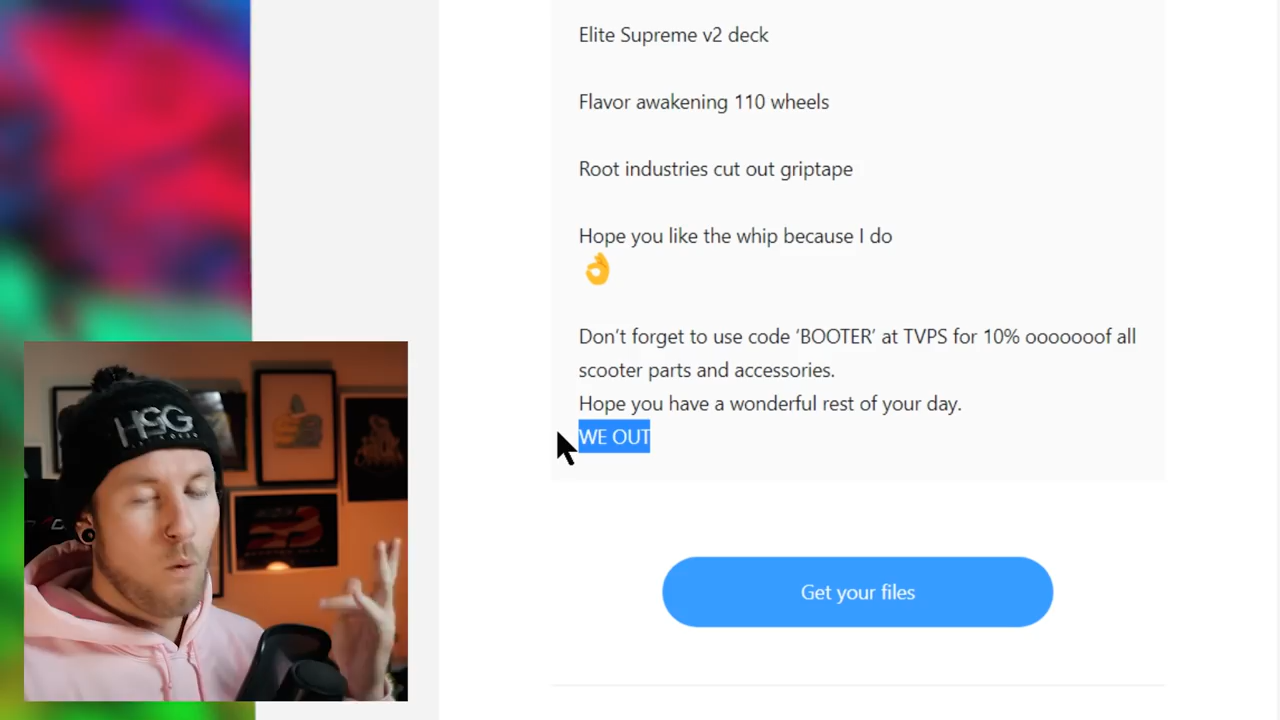 Elite Supreme v2 deck
Flavor awakening 110 wheels
Root industries cut out griptape
Hope you like the whip because I do
👌
Don’t forget to use code ‘BOOTER’ at TVPS for 10% ooooooof all
scooter parts and accessories.
Hope you have a wonderful rest of your day.
WE OUT
Get your files
HSG